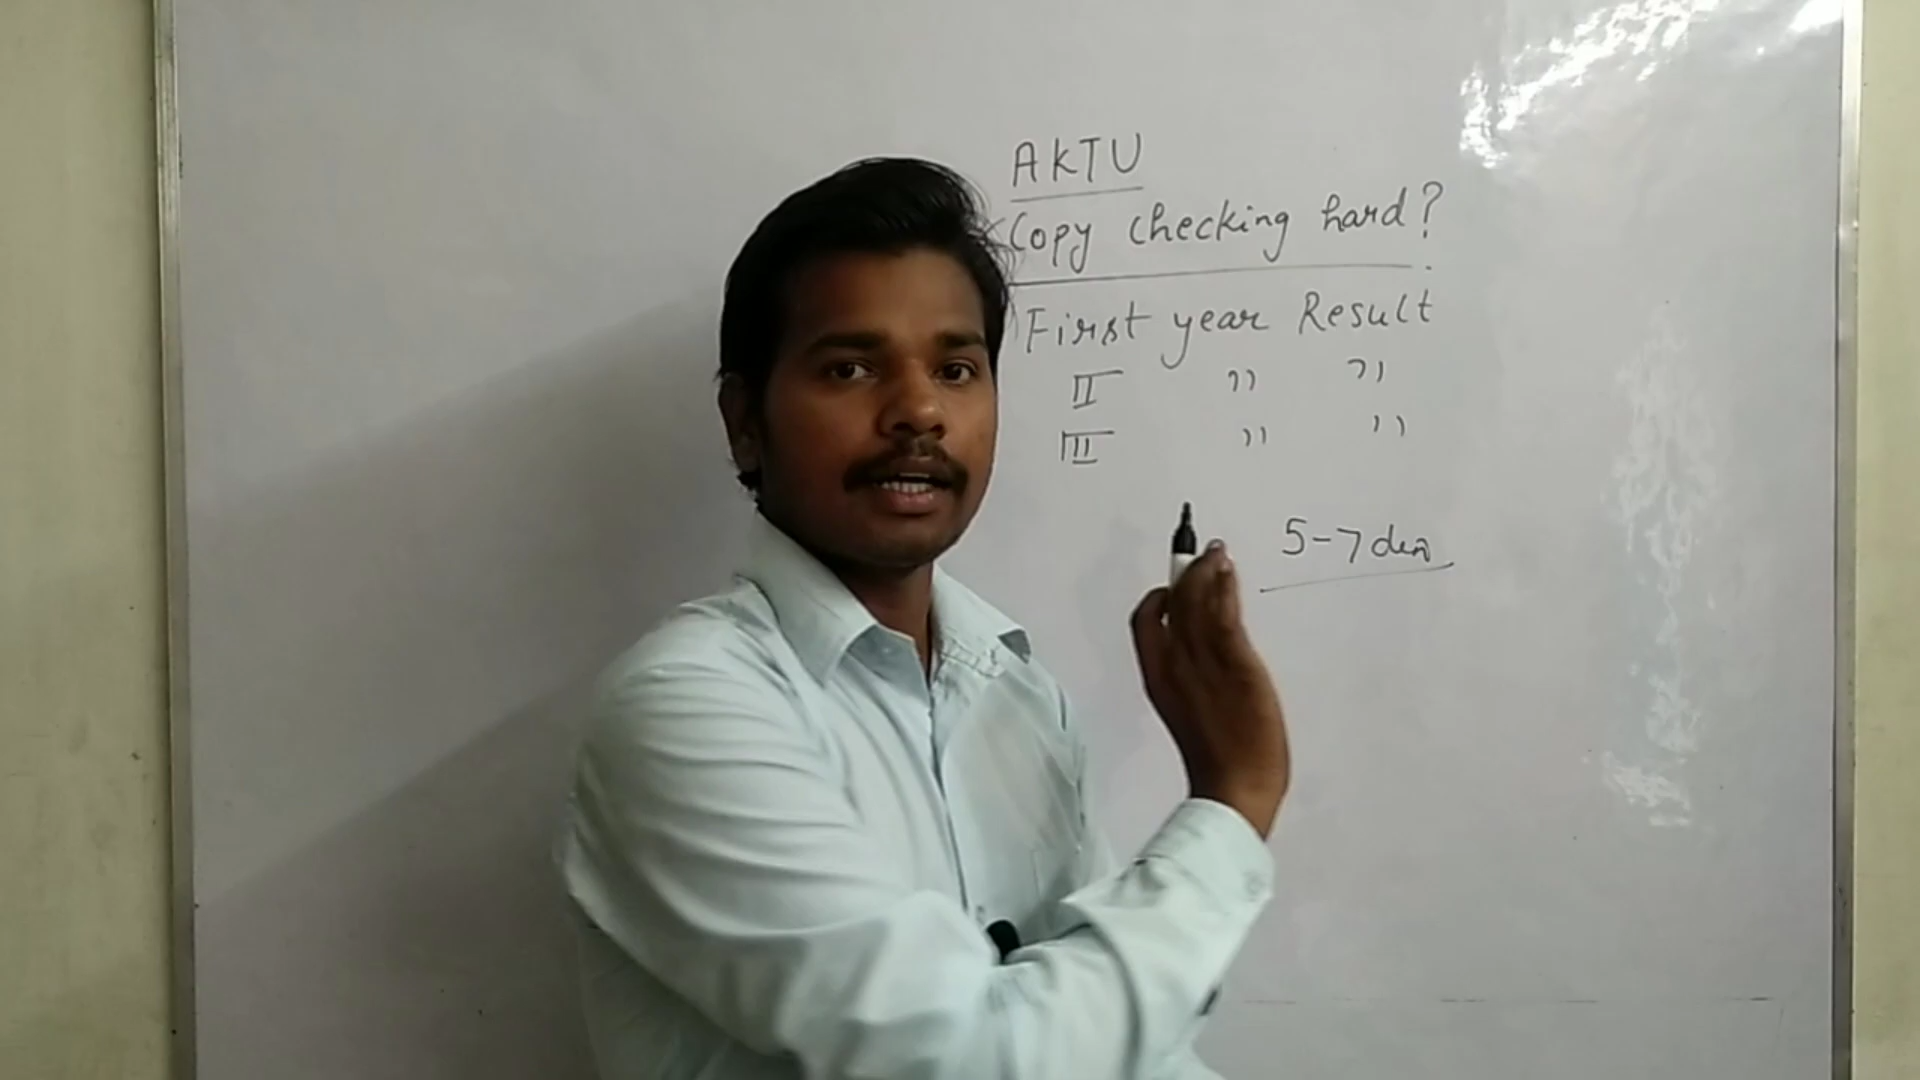 AKTU
Copy checking hard?
First year Result
II " "
III " "
5-7 din